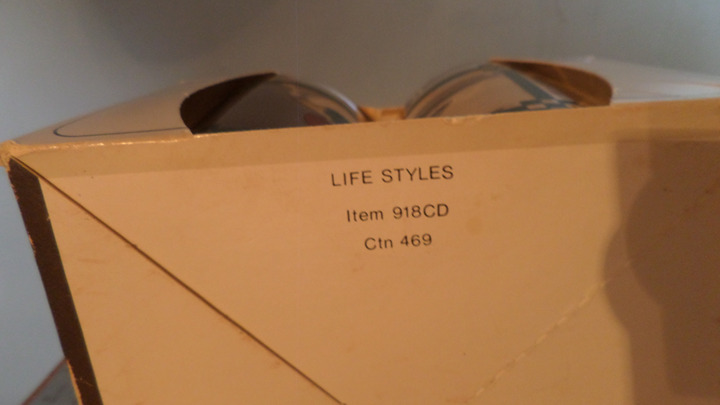 LIFE STYLES
Item 918CD
Ctn 469